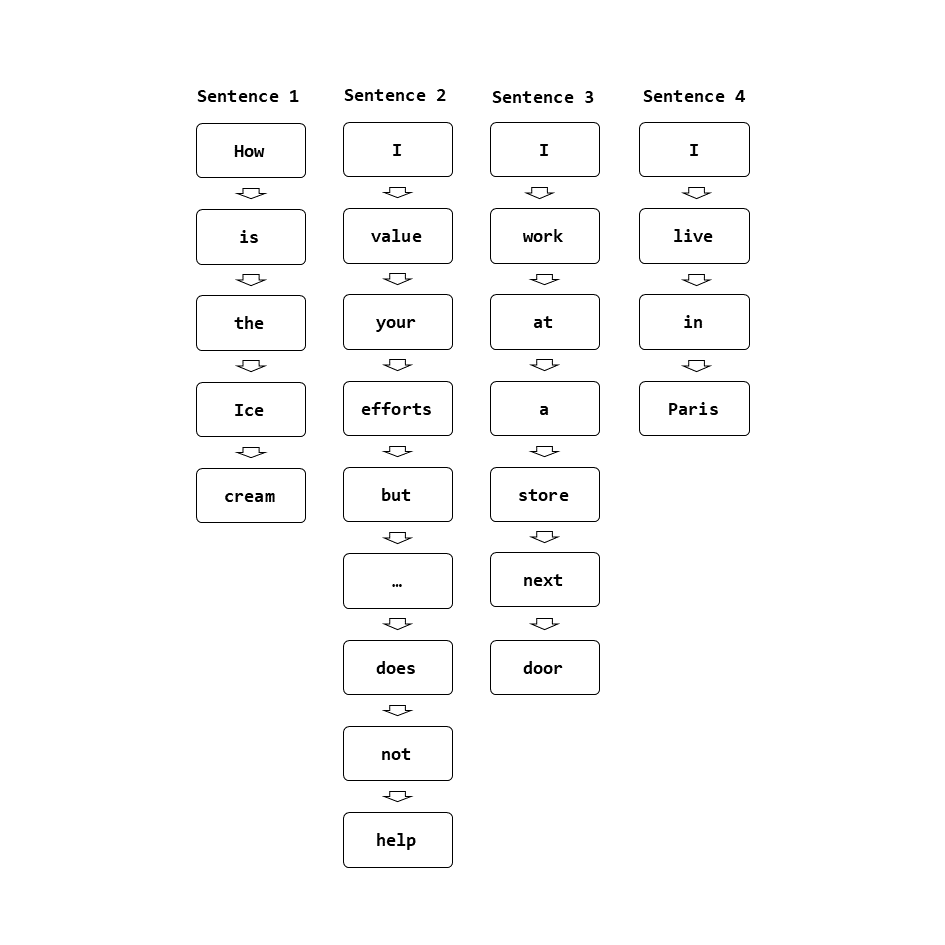 Sentence 1
How
is
the
Ice
cream
Sentence 2
I
value
your
efforts
but
…
does
not
help
Sentence 3
I
work
at
a
store
next
door
Sentence 4
I
live
in
Paris